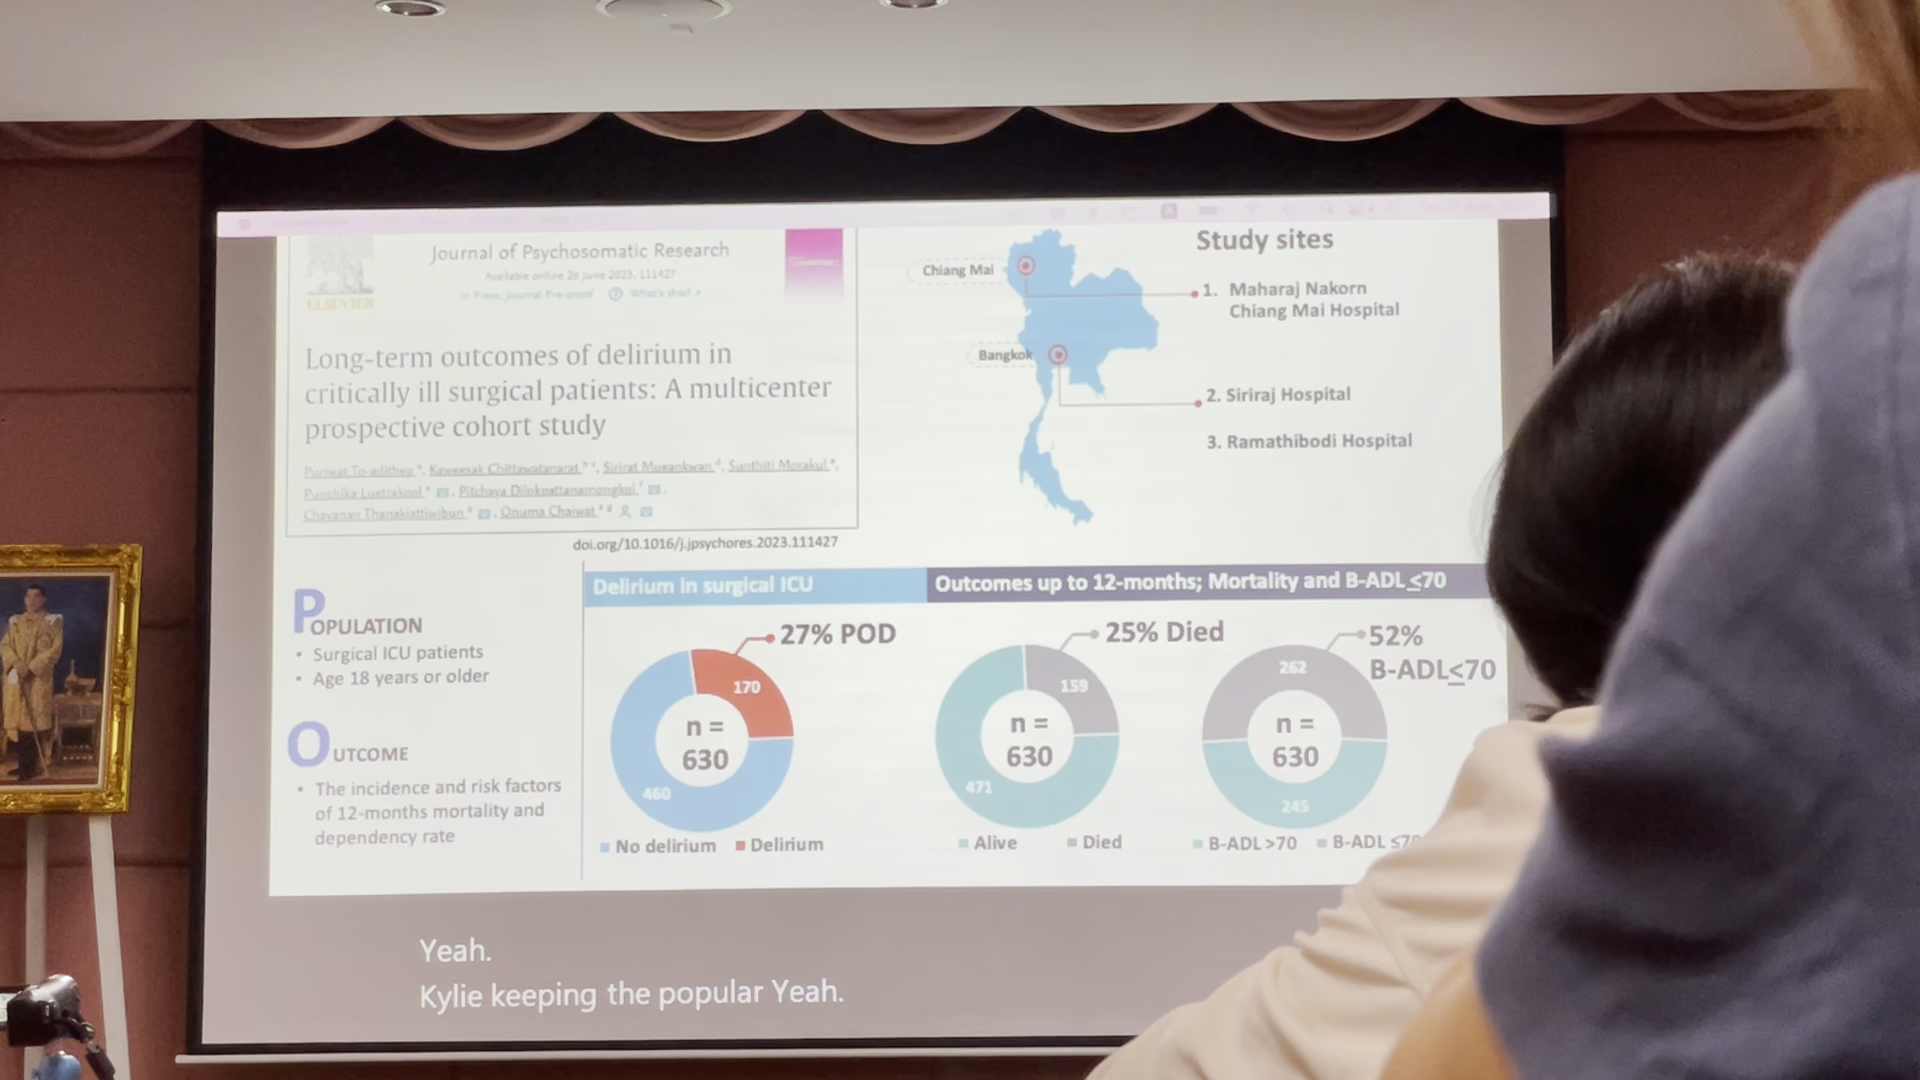 ELSEVIER
Journal of Psychosomatic Research
Available online 26 June 2023, 111427
In Press, Journal Pre-proof
What's this?
Long-term outcomes of delirium in
critically ill surgical patients: A multicenter
prospective cohort study
Puriwat To-adithep, Kaweesak Chittawatanarat, Sirirat Mueankwan, Sunthiti Morakul,
Punchika Luetrakool, Pitchaya Dilokpattanamongkol,
Chayanan Thanakiattiwibun, Onuma Chaiwat
doi.org/10.1016/j.jpsychores.2023.111427
Study sites
Chiang Mai
1. Maharaj Nakorn
Chiang Mai Hospital
Bangkok
2. Siriraj Hospital
3. Ramathibodi Hospital
POPULATION
• Surgical ICU patients
• Age 18 years or older
OUTCOME
• The incidence and risk factors
of 12-months mortality and
dependency rate
Delirium in surgical ICU
27% POD
170
n =
630
460
No delirium Delirium
Outcomes up to 12-months; Mortality and B-ADL ≤70
25% Died
159
n =
630
471
Alive Died
52%
B-ADL≤70
262
n =
630
245
B-ADL >70 B-ADL ≤70
Yeah.
Kylie keeping the popular Yeah.